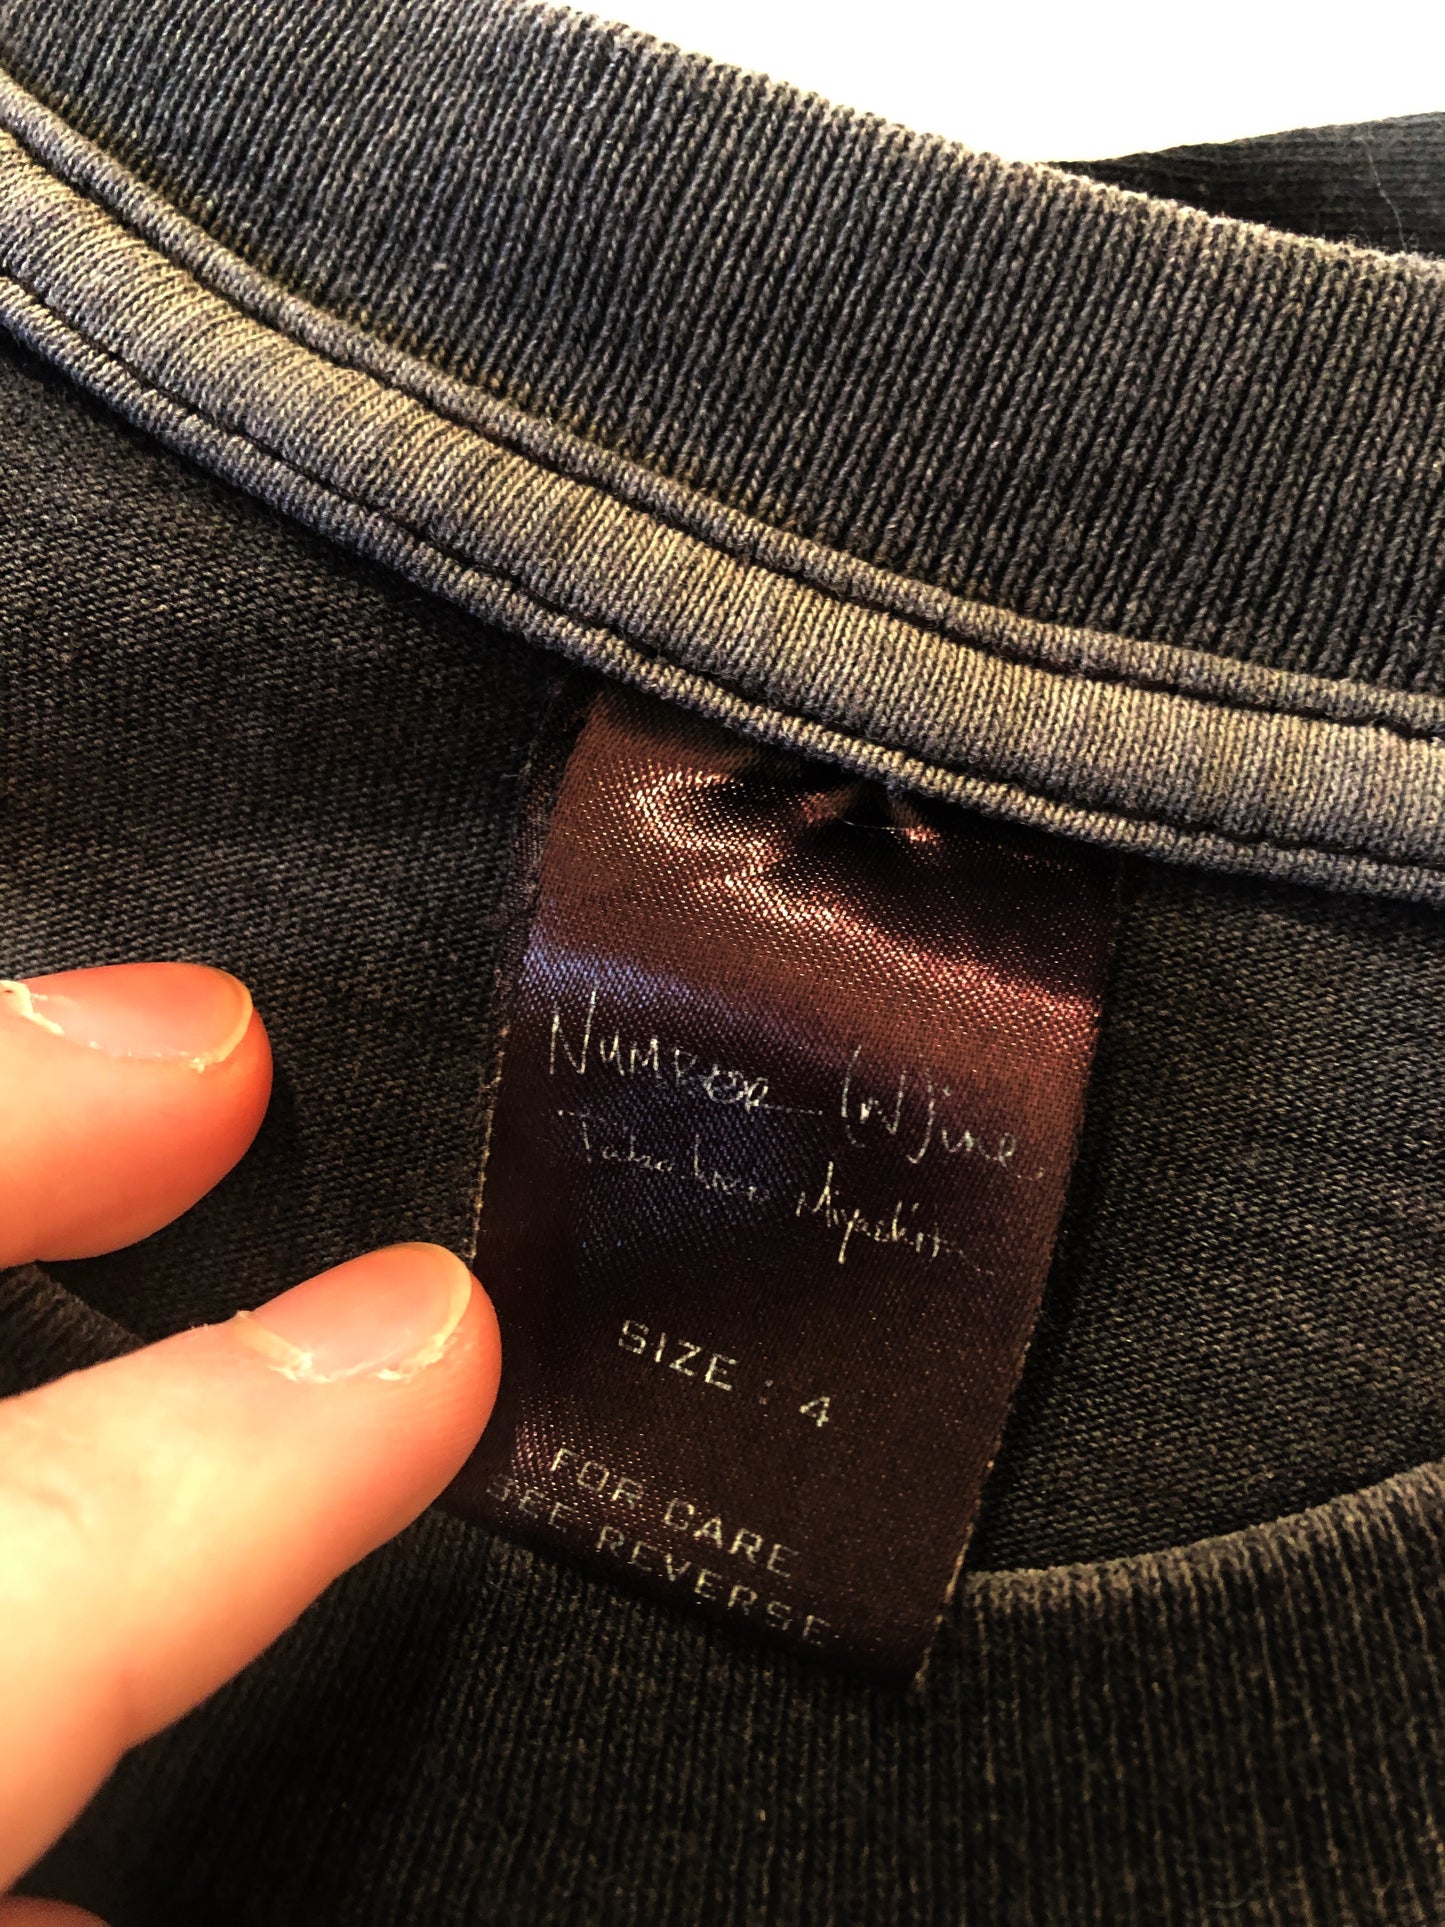 Number (N)ine
Takahiro Miyashita
SIZE : 4
FOR CARE
SEE REVERSE